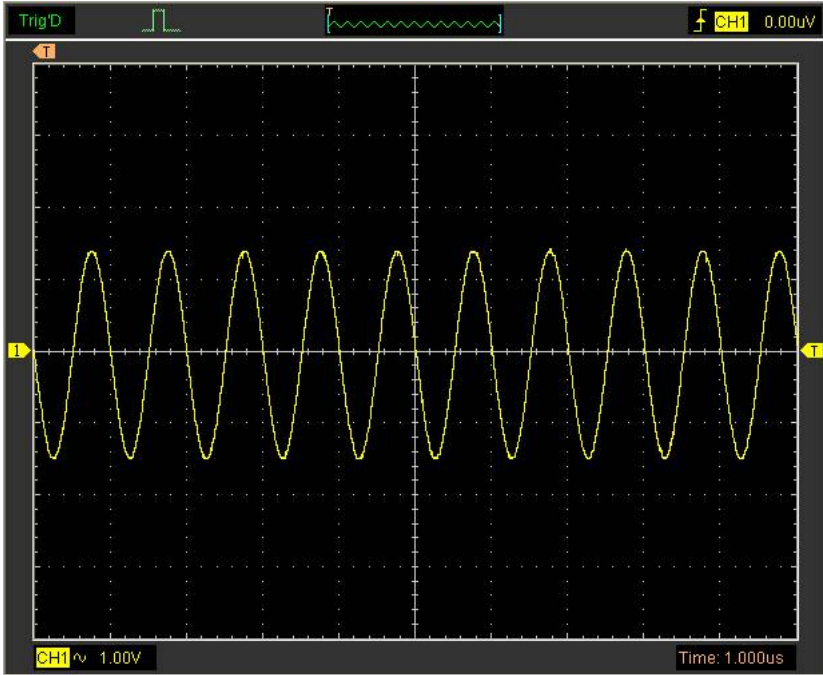 Trig'D
T
CH1 0.00uV
T
1
T
CH1 ~ 1.00V
Time: 1.000us